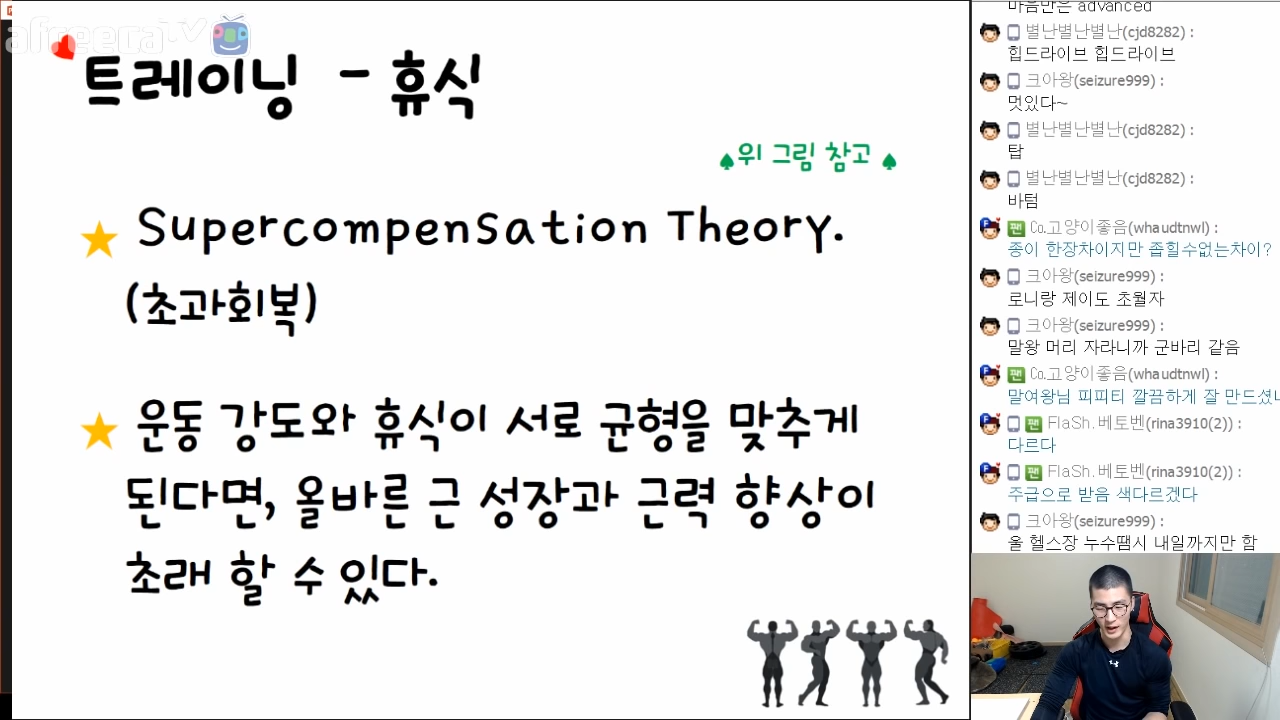 afreecaTV
트레이닝 - 휴식
♠위 그림 참고 ♠
★ Supercompensation Theory.
(초과회복)
★ 운동 강도와 휴식이 서로 균형을 맞추게
된다면, 올바른 근 성장과 근력 향상이
초래 할 수 있다.
마음만은 advanced
별난별난별난(cjd8282) :
힙드라이브 힙드라이브
크아왕(seizure999) :
멋있다~
별난별난별난(cjd8282) :
탑
별난별난별난(cjd8282) :
바텀
팬 Co.고양이좋음(whaudtnwl) :
종이 한장차이지만 좁힐수없는차이?
크아왕(seizure999) :
로니랑 제이도 초월자
크아왕(seizure999) :
말왕 머리 자라니까 군바리 같음
팬 Co.고양이좋음(whaudtnwl) :
말여왕님 피피티 깔끔하게 잘 만드셨
팬 FlaSh.베토벤(rina3910(2)) :
다르다
팬 FlaSh.베토벤(rina3910(2)) :
주급으로 받음 색다르겠다
크아왕(seizure999) :
울 헬스장 누수땜시 내일까지만 함